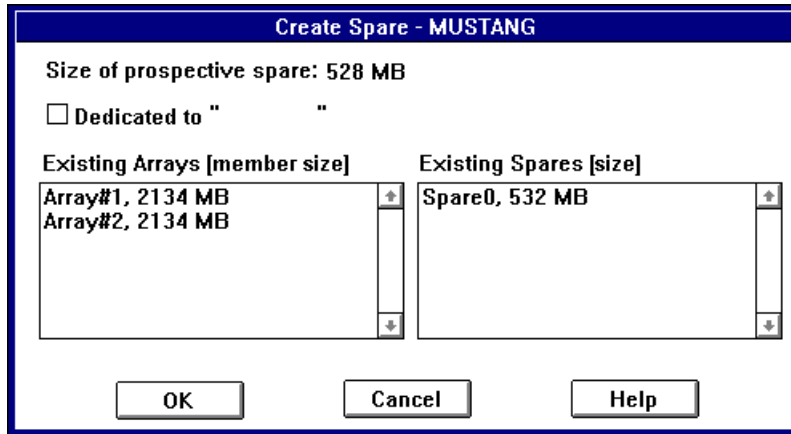 Create Spare - MUSTANG
Size of prospective spare: 528 MB
Dedicated to " "
Existing Arrays [member size]
Existing Spares [size]
Array#1, 2134 MB
Array#2, 2134 MB
Spare0, 532 MB
OK
Cancel
Help